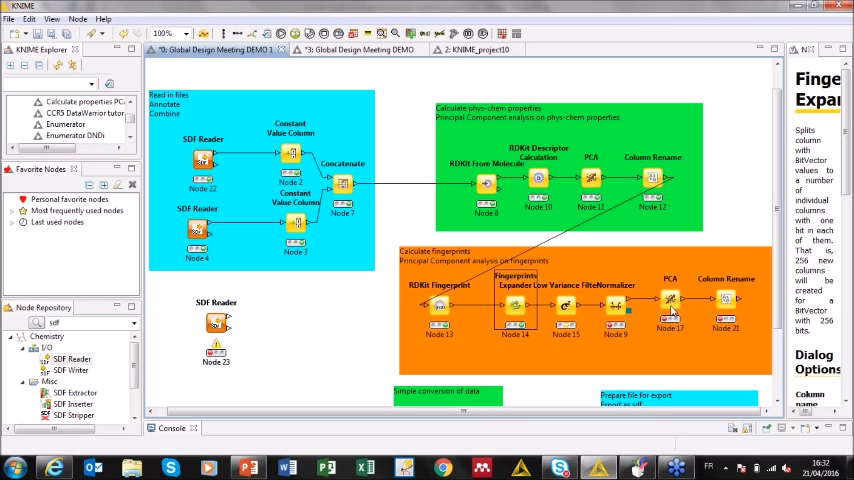 KNIME
File Edit View Node Help
100%
KNIME Explorer
*0: Global Design Meeting DEMO 1
*3: Global Design Meeting DEMO
2: KNIME_project10
Calculate properties PCA
CCR5 DataWarrior tutor
Enumerator
Enumerator DNDi
Favorite Nodes
Personal favorite nodes
Most frequently used nodes
Last used nodes
Node Repository
sdf
Chemistry
I/O
SDF Reader
SDF Writer
Misc
SDF Extractor
SDF Inserter
SDF Stripper
Read in files
Annotate
Combine
SDF Reader
Node 22
Constant
Value Column
Node 2
Concatenate
Node 7
SDF Reader
Node 4
Constant
Value Column
Node 3
SDF Reader
Node 23
Calculate phys-chem properties
Principal Component analysis on phys-chem properties
RDKit From Molecule
Node 8
RDKit Descriptor
Calculation
Node 10
PCA
Node 11
Column Rename
Node 12
Calculate fingerprints
Principal Component analysis on fingerprints
RDKit Fingerprint
Node 13
Fingerprints
Expander
Node 14
Low Variance Filte
Node 15
Normalizer
Node 9
PCA
Node 17
Column Rename
Node 21
Simple conversion of data
Prepare file for export
Export as sdf
Console
N
Finge
Expar
Splits
column with
BitVector
values to a
number of
individual
columns with
one bit in
each of them.
That is,
256 new
columns will
be created
for a
BitVector
with 256
bits.
Dialog
Options
Column
name
FR
16:32
21/04/2016